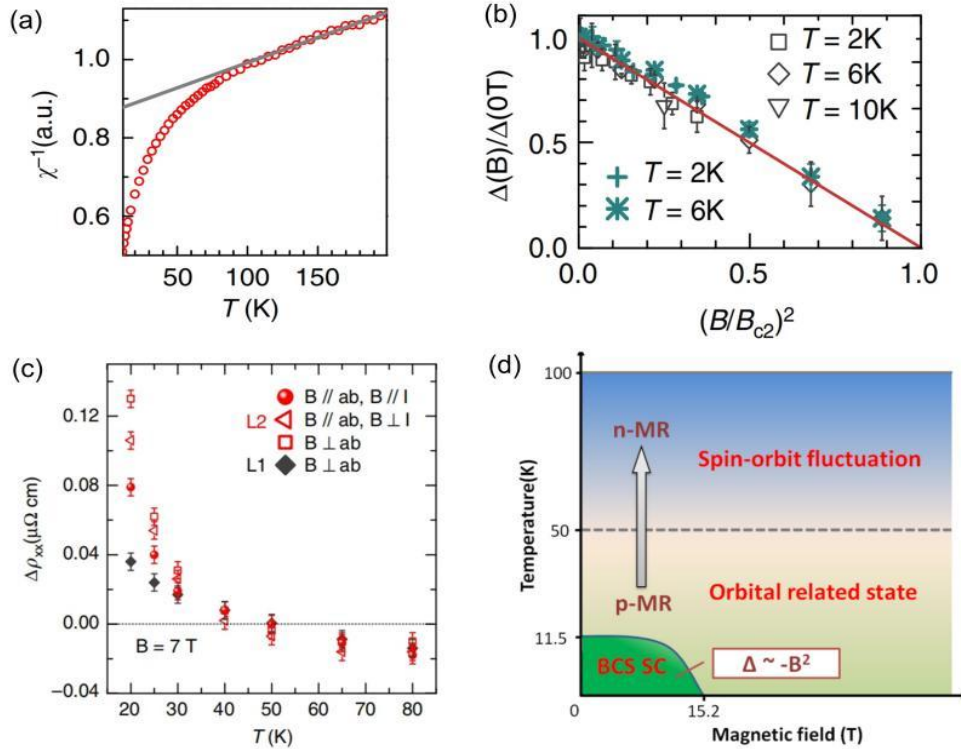 (a)
χ⁻¹(a.u.)
1.0
0.8
0.6
50
100
150
T (K)
(b)
Δ(B)/Δ(0T)
1.0
0.5
0.0
T = 2K
T = 6K
T = 10K
T = 2K
T = 6K
0.0
0.5
1.0
(B/B_c2)²
(c)
Δρ_xx(μΩ cm)
0.12
0.08
0.04
0.00
−0.04
B // ab, B // I
L2 B // ab, B ⊥ I
B ⊥ ab
L1 B ⊥ ab
B = 7 T
20
30
40
50
60
70
80
T (K)
(d)
Temperature(K)
100
50
11.5
n-MR
Spin-orbit fluctuation
p-MR
Orbital related state
BCS SC
Δ ~ -B²
0
15.2
Magnetic field (T)